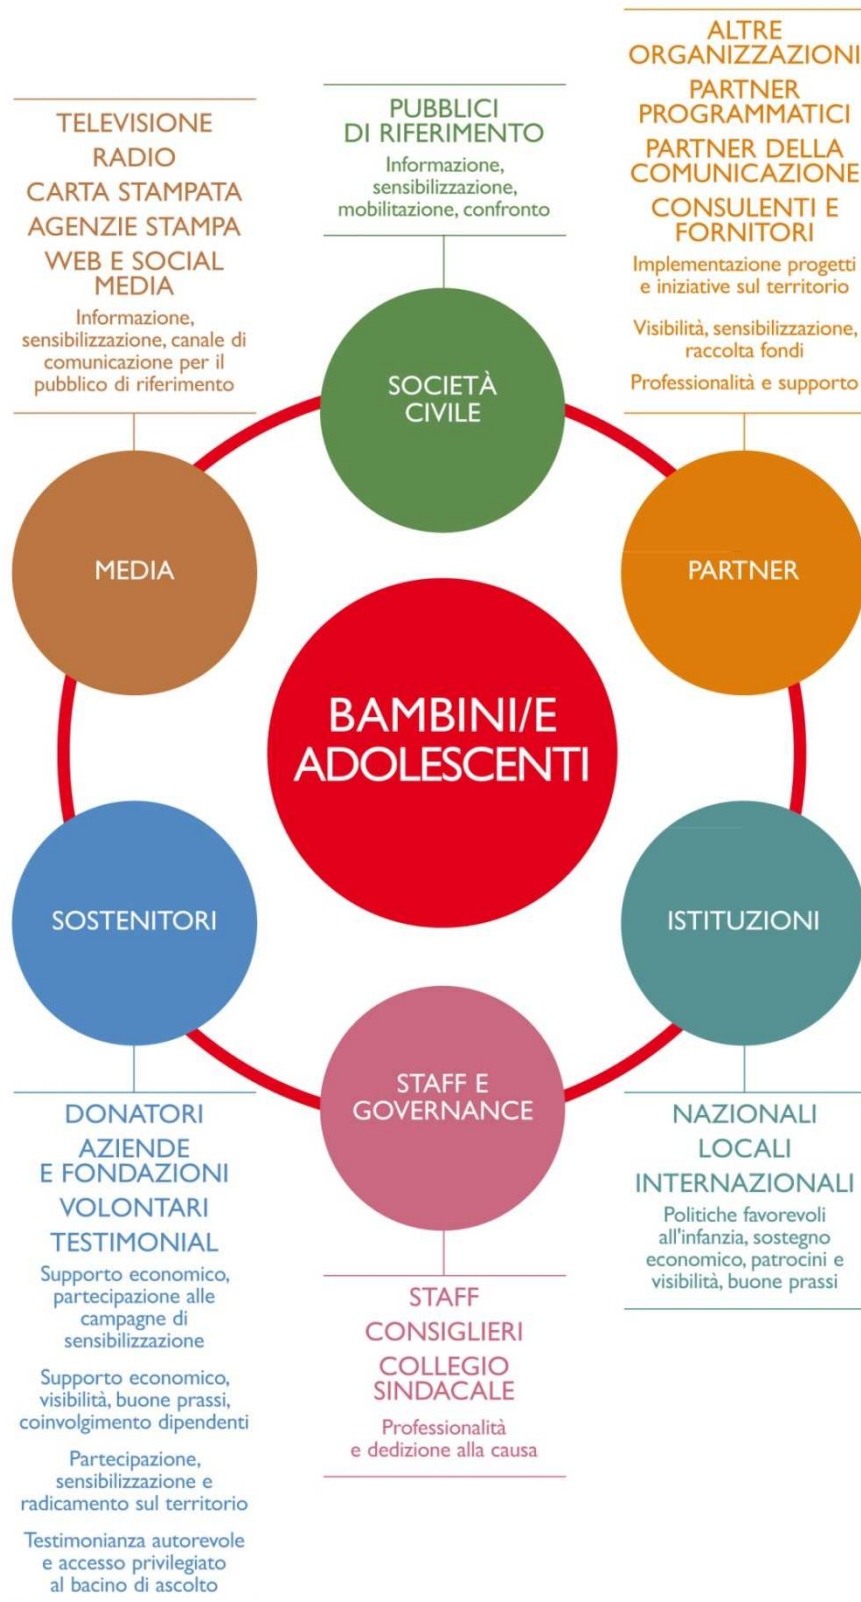 TELEVISIONE
RADIO
CARTA STAMPATA
AGENZIE STAMPA
WEB E SOCIAL
MEDIA
Informazione,
sensibilizzazione, canale di
comunicazione per il
pubblico di riferimento
MEDIA
PUBBLICI
DI RIFERIMENTO
Informazione,
sensibilizzazione,
mobilitazione, confronto
SOCIETÀ
CIVILE
ALTRE
ORGANIZZAZIONI
PARTNER
PROGRAMMATICI
PARTNER DELLA
COMUNICAZIONE
CONSULENTI E
FORNITORI
Implementazione progetti
e iniziative sul territorio
Visibilità, sensibilizzazione,
raccolta fondi
Professionalità e supporto
PARTNER
BAMBINI/E
ADOLESCENTI
SOSTENITORI
DONATORI
AZIENDE
E FONDAZIONI
VOLONTARI
TESTIMONIAL
Supporto economico,
partecipazione alle
campagne di
sensibilizzazione
Supporto economico,
visibilità, buone prassi,
coinvolgimento dipendenti
Partecipazione,
sensibilizzazione e
radicamento sul territorio
Testimonianza autorevole
e accesso privilegiato
al bacino di ascolto
STAFF E
GOVERNANCE
STAFF
CONSIGLIERI
COLLEGIO
SINDACALE
Professionalità
e dedizione alla causa
ISTITUZIONI
NAZIONALI
LOCALI
INTERNAZIONALI
Politiche favorevoli
all'infanzia, sostegno
economico, patrocini e
visibilità, buone prassi